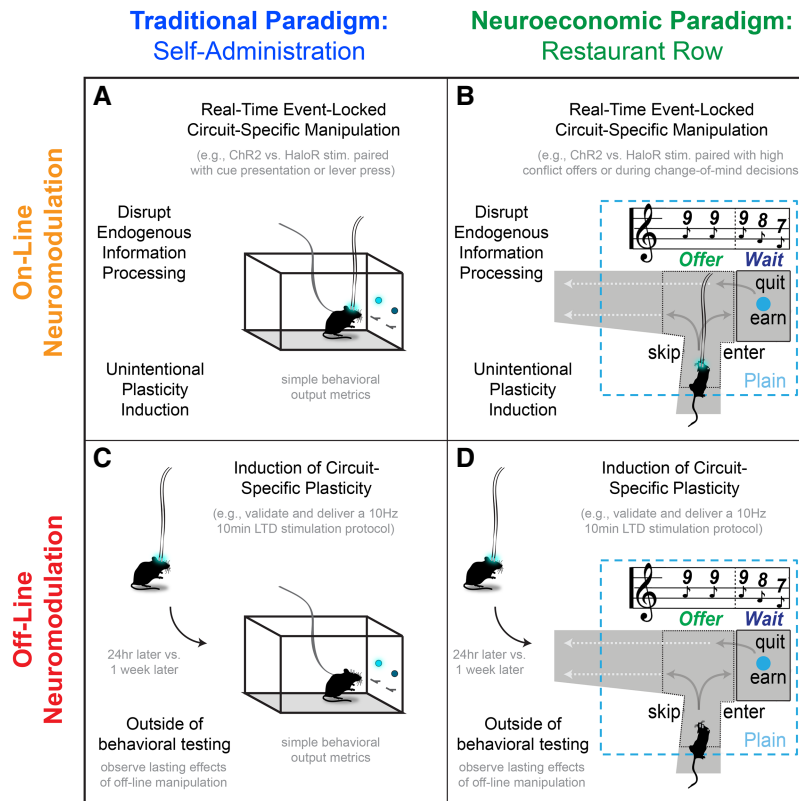 Traditional Paradigm:
Self-Administration
Neuroeconomic Paradigm:
Restaurant Row
On-Line
Neuromodulation
A
Real-Time Event-Locked
Circuit-Specific Manipulation
(e.g., ChR2 vs. HaloR stim. paired
with cue presentation or lever press)
Disrupt
Endogenous
Information
Processing
Unintentional
Plasticity
Induction
simple behavioral
output metrics
B
Real-Time Event-Locked
Circuit-Specific Manipulation
(e.g., ChR2 vs. HaloR stim. paired with high
conflict offers or during change-of-mind decisions
Disrupt
Endogenous
Information
Processing
9 9 9 8 7
Offer Wait
quit
earn
skip enter
Plain
Unintentional
Plasticity
Induction
Off-Line
Neuromodulation
C
Induction of Circuit-
Specific Plasticity
(e.g., validate and deliver a 10Hz
10min LTD stimulation protocol)
24hr later vs.
1 week later
Outside of
behavioral testing
observe lasting effects
of off-line manipulation
simple behavioral
output metrics
D
Induction of Circuit-
Specific Plasticity
(e.g., validate and deliver a 10Hz
10min LTD stimulation protocol)
9 9 9 8 7
Offer Wait
quit
earn
skip enter
Plain
24hr later vs.
1 week later
Outside of
behavioral testing
observe lasting effects
of off-line manipulation